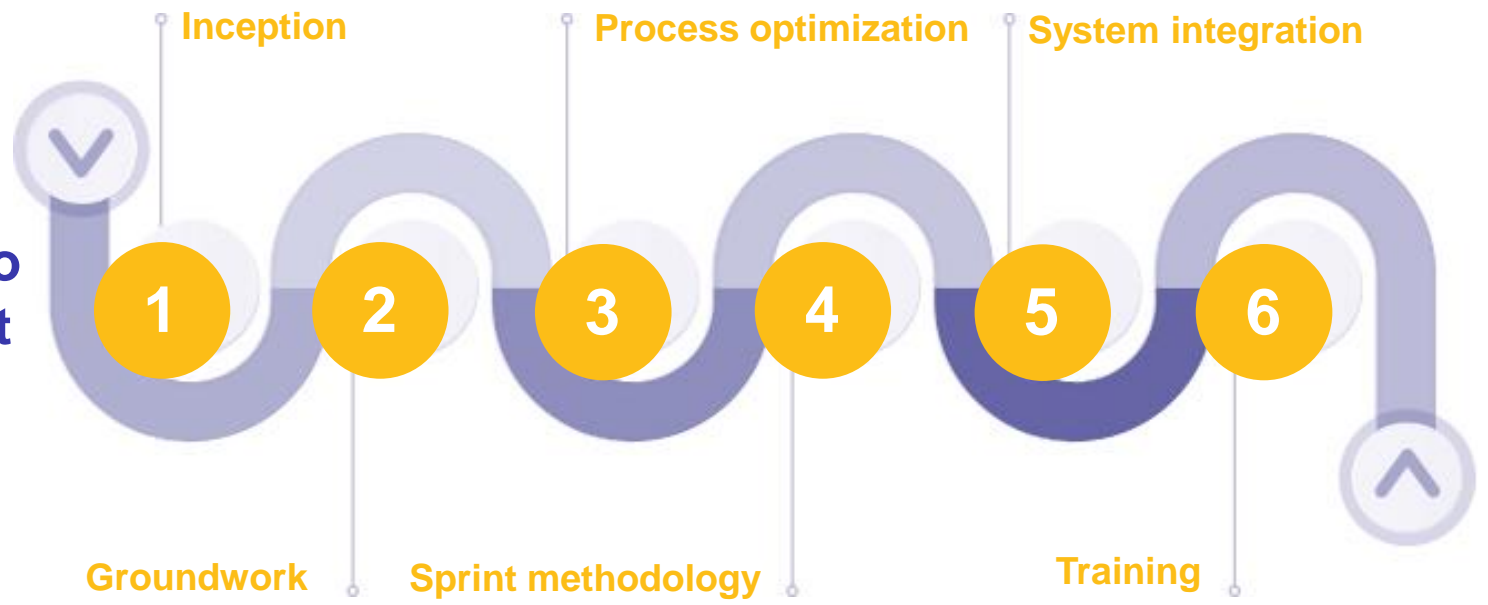 Inception
Process optimization
System integration
o
t
1
2
3
4
5
6
Groundwork
Sprint methodology
Training